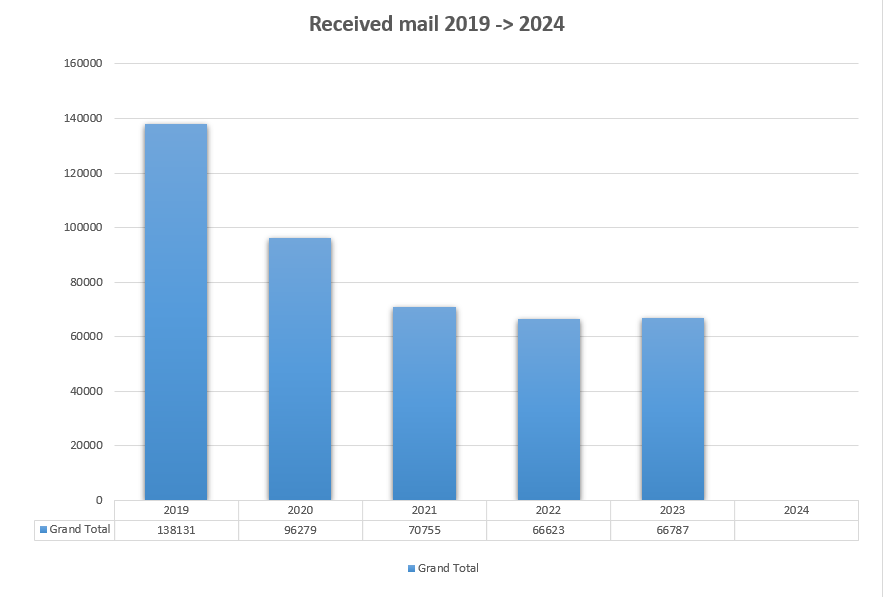 Received mail 2019 -> 2024
160000
140000
120000
100000
80000
60000
40000
20000
0
2019 2020 2021 2022 2023 2024
Grand Total 138131 96279 70755 66623 66787
Grand Total